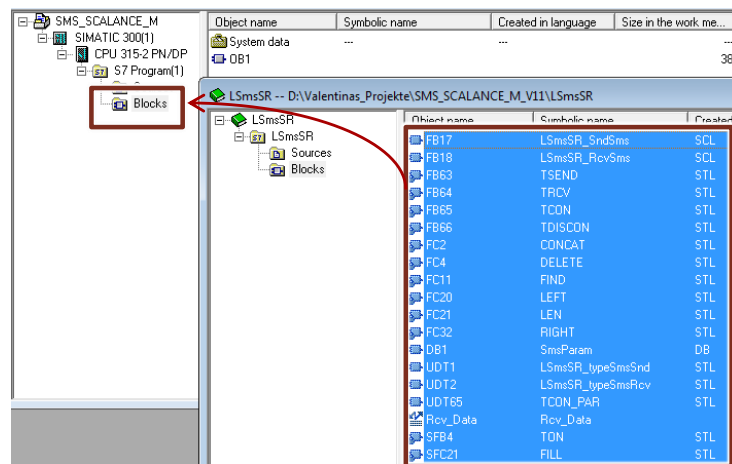 SMS_SCALANCE_M
SIMATIC 300(1)
CPU 315-2 PN/DP
S7 Program(1)
Blocks
Object name Symbolic name Created in language Size in the work me...
System data --- ---
OB1 38
LSmsSR -- D:\Valentinas_Projekte\SMS_SCALANCE_M_V11\LSmsSR
LSmsSR
LSmsSR
Sources
Blocks
Object name Symbolic name Created
FB17 LSmsSR_SndSms SCL
FB18 LSmsSR_RcvSms SCL
FB63 TSEND STL
FB64 TRCV STL
FB65 TCON STL
FB66 TDISCON STL
FC2 CONCAT STL
FC4 DELETE STL
FC11 FIND STL
FC20 LEFT STL
FC21 LEN STL
FC32 RIGHT STL
DB1 SmsParam DB
UDT1 LSmsSR_typeSmsSnd STL
UDT2 LSmsSR_typeSmsRcv STL
UDT65 TCON_PAR STL
Rcv_Data Rcv_Data
SFB4 TON STL
SFC21 FILL STL